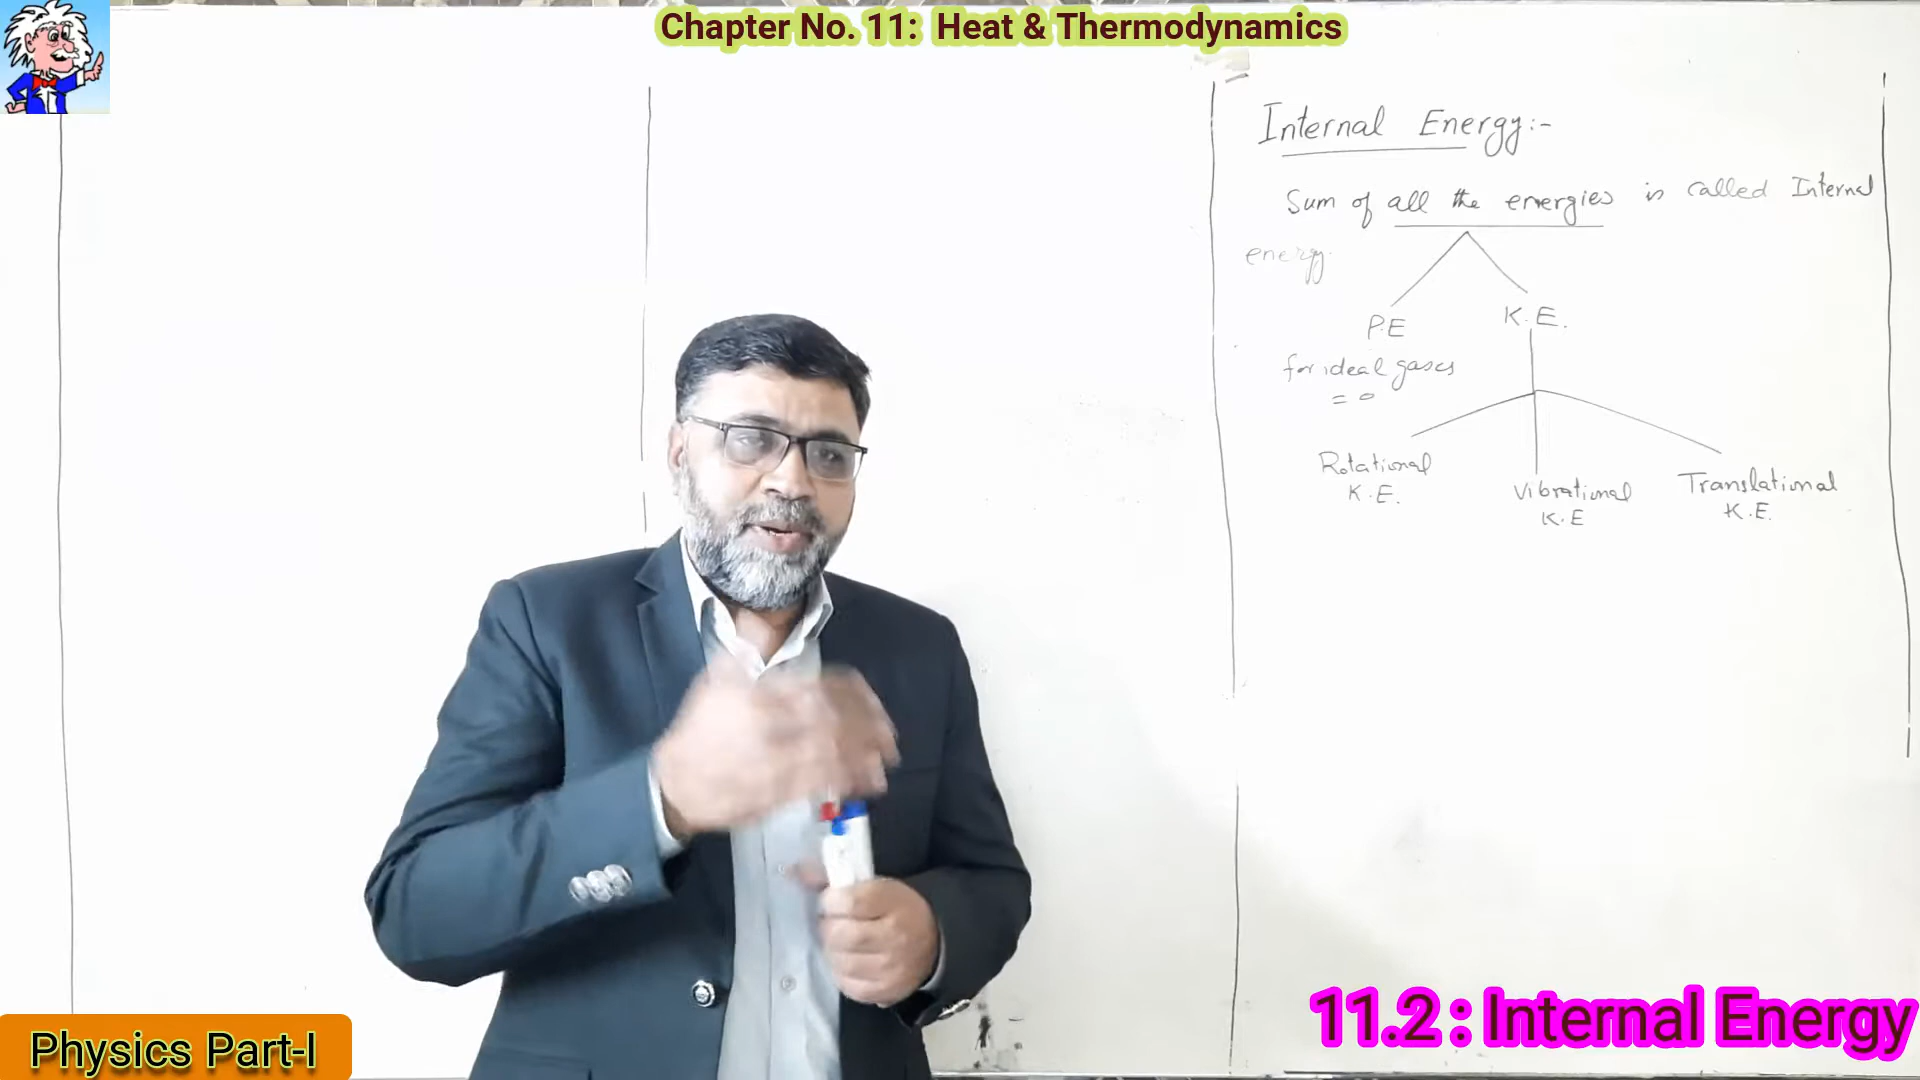 Chapter No. 11: Heat & Thermodynamics
Internal Energy:-
Sum of all the energies is called Internal
energy.
P.E
K.E.
for ideal gases
= 0
Rotational
K.E.
Vibrational
K.E
Translational
K.E.
11.2 : Internal Energy
Physics Part-I